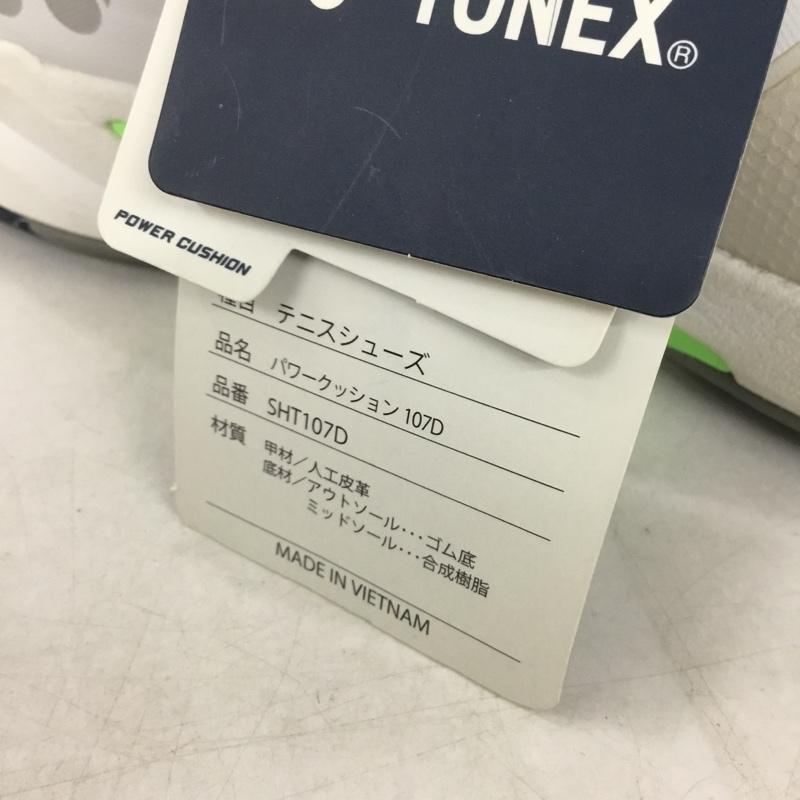 YONEX®
POWER CUSHION
種目 テニスシューズ
品名 パワークッション 107D
品番 SHT107D
材質 甲材／人工皮革
底材／アウトソール･･･ゴム底
ミッドソール･･･合成樹脂
MADE IN VIETNAM